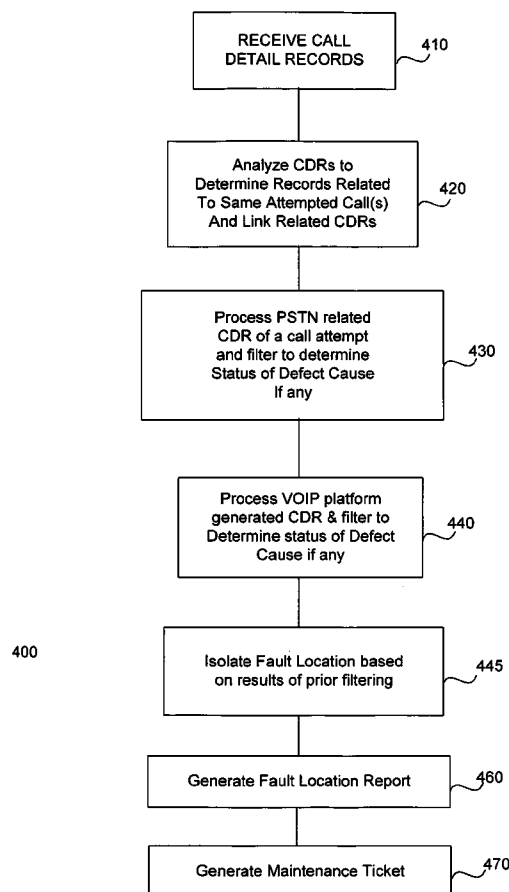 RECEIVE CALL
DETAIL RECORDS
410
Analyze CDRs to
Determine Records Related
To Same Attempted Call(s)
And Link Related CDRs
420
Process PSTN related
CDR of a call attempt
and filter to determine
Status of Defect Cause
If any
430
Process VOIP platform
generated CDR & filter to
Determine status of Defect
Cause if any
440
400
Isolate Fault Location based
on results of prior filtering
445
Generate Fault Location Report
460
Generate Maintenance Ticket
470